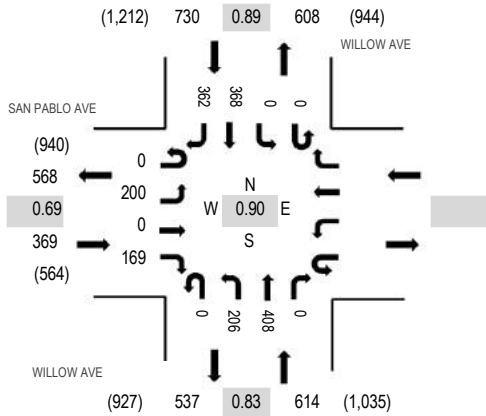 (1,212) 730 0.89 608 (944)
WILLOW AVE
362 368 0 0
SAN PABLO AVE
(940)
568
0.69
369
(564)
0
200
0
169
N
W 0.90 E
S
0 206 408 0
WILLOW AVE
(927) 537 0.83 614 (1,035)